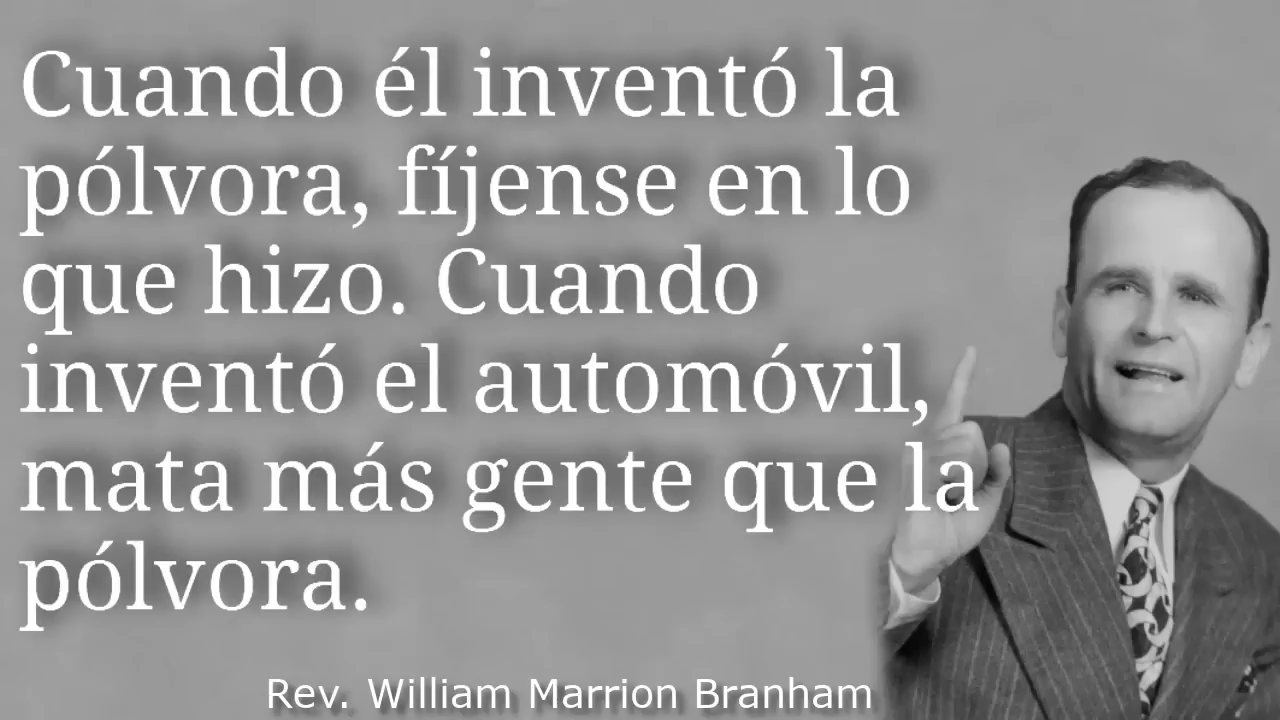 Cuando él inventó la
pólvora, fíjense en lo
que hizo. Cuando
inventó el automóvil,
mata más gente que la
pólvora.
Rev. William Marrion Branham